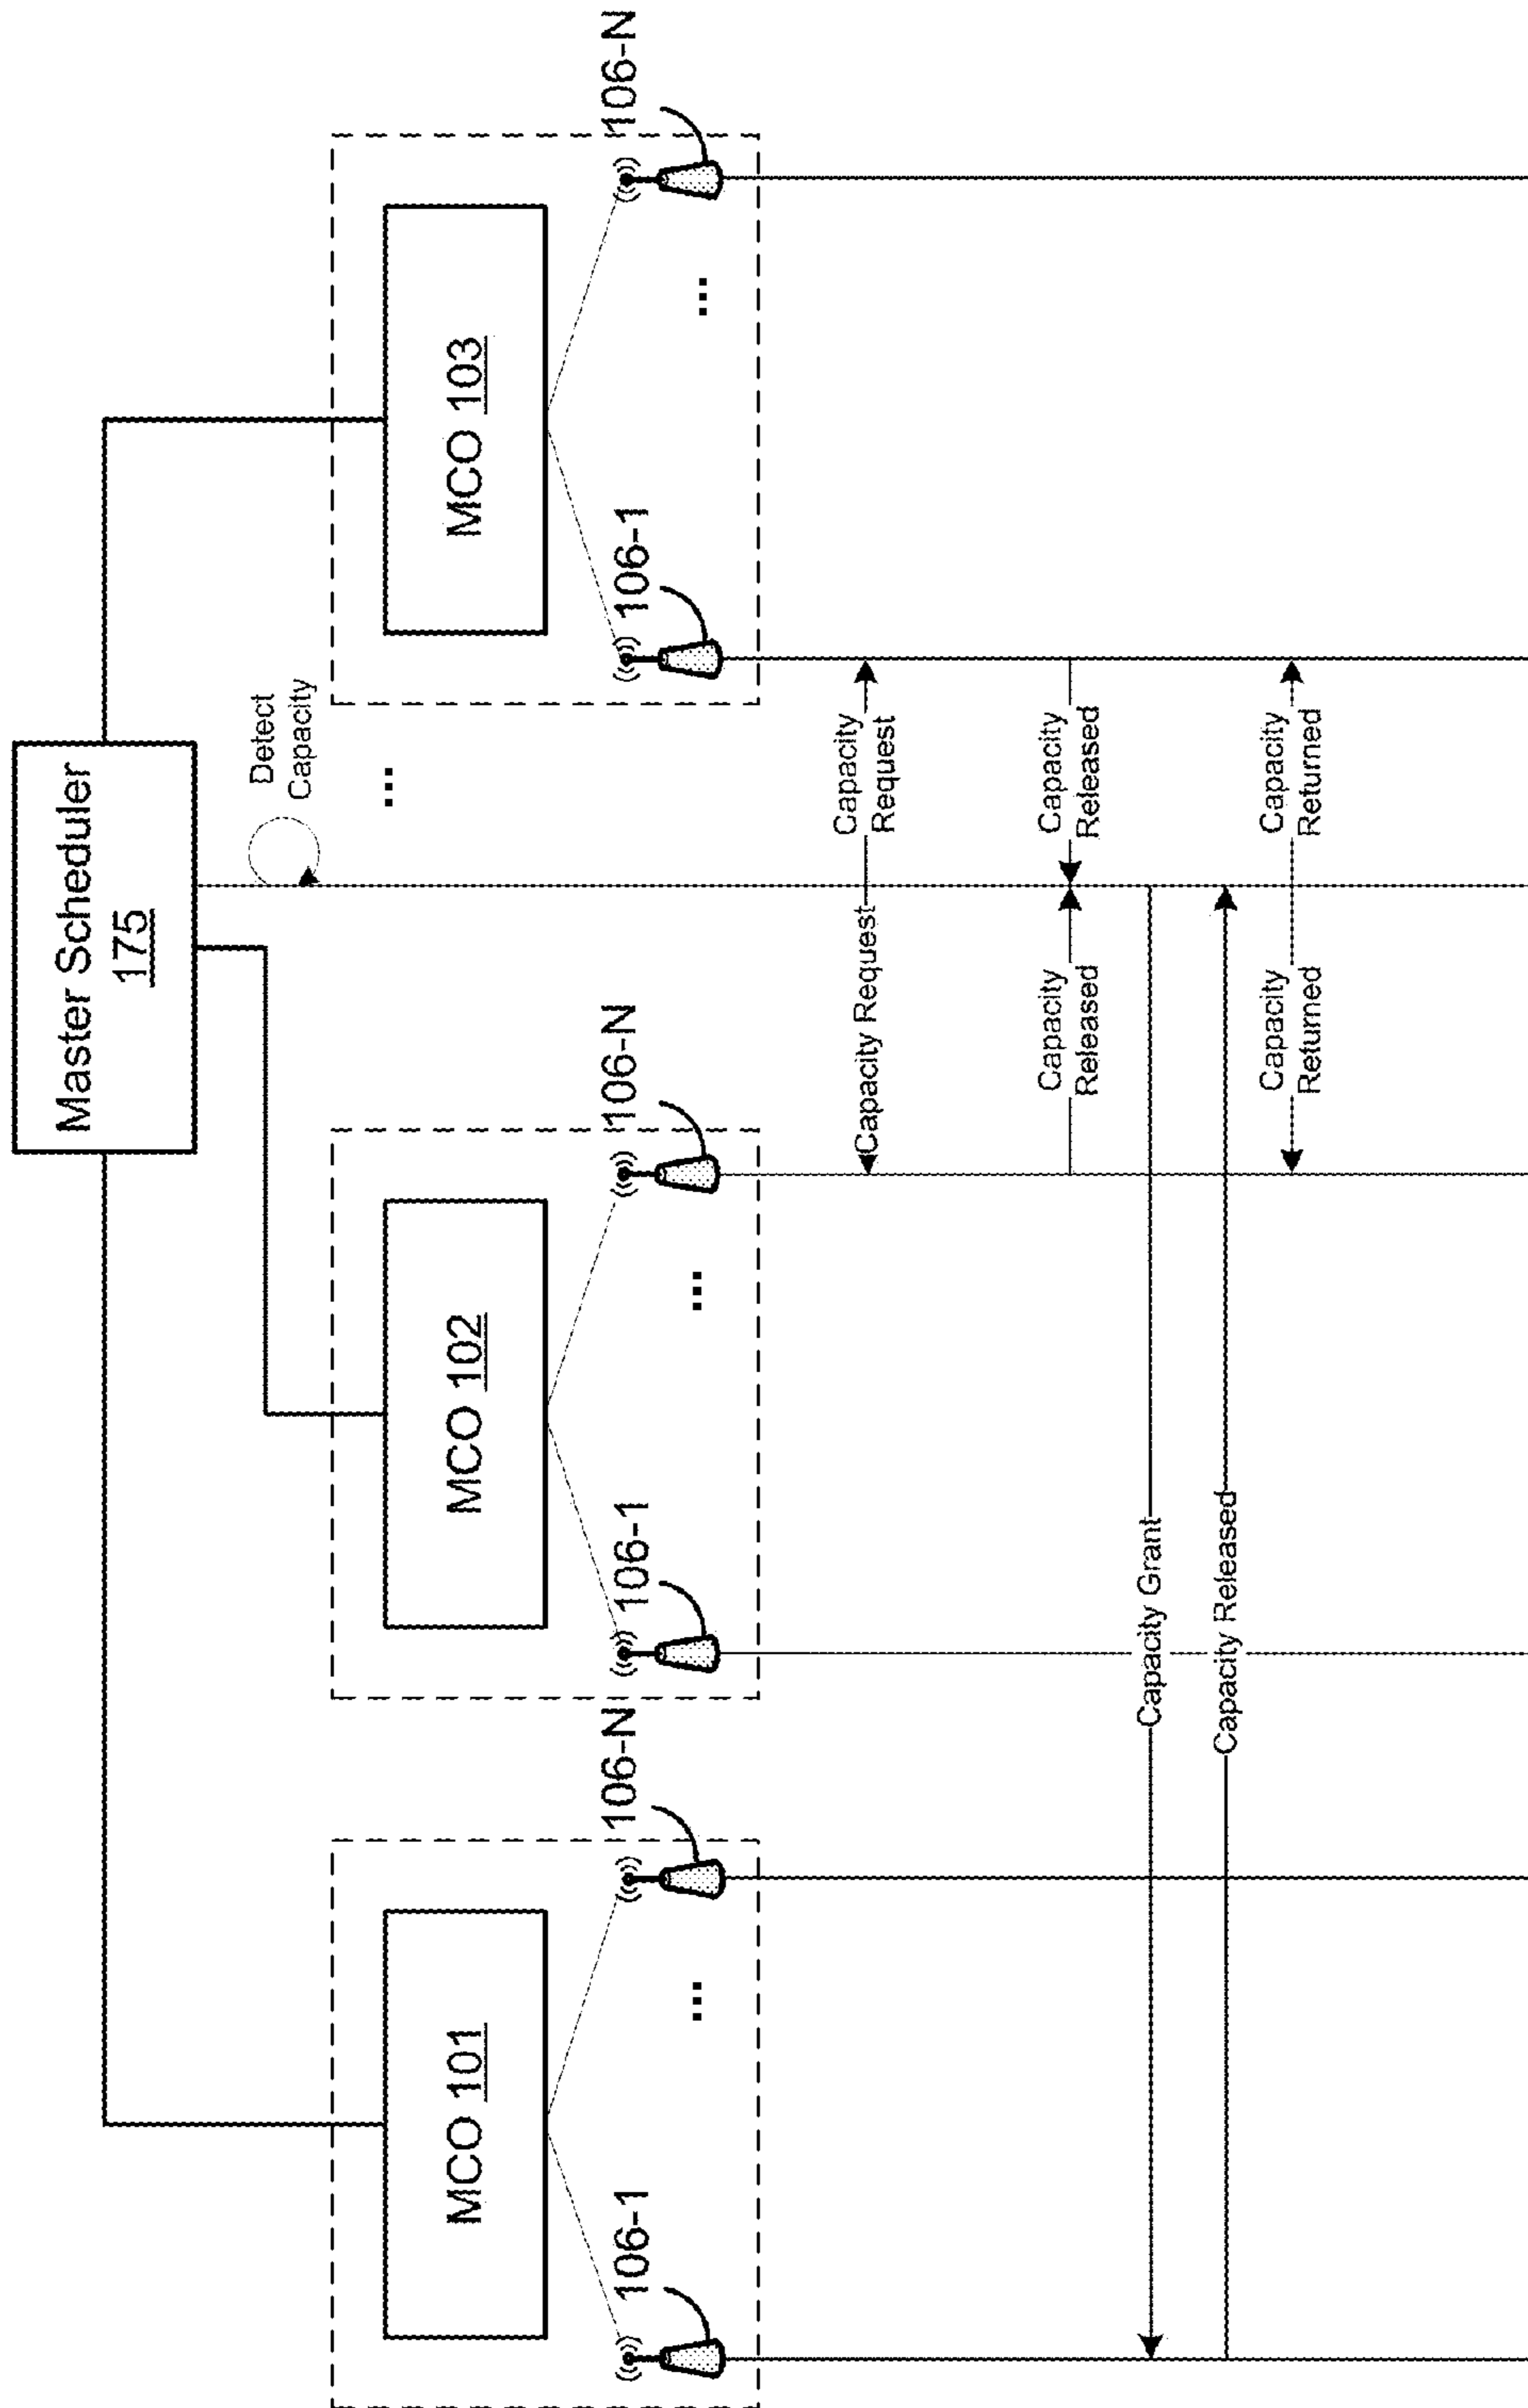 Master Scheduler
175
Detect
Capacity
...
MCO 101
MCO 102
MCO 103
106-1
106-N
106-1
106-N
106-1
106-N
...
...
...
Capacity Request
Capacity
Request
Capacity
Released
Capacity
Released
Capacity Grant
Capacity Released
Capacity
Returned
Capacity
Returned